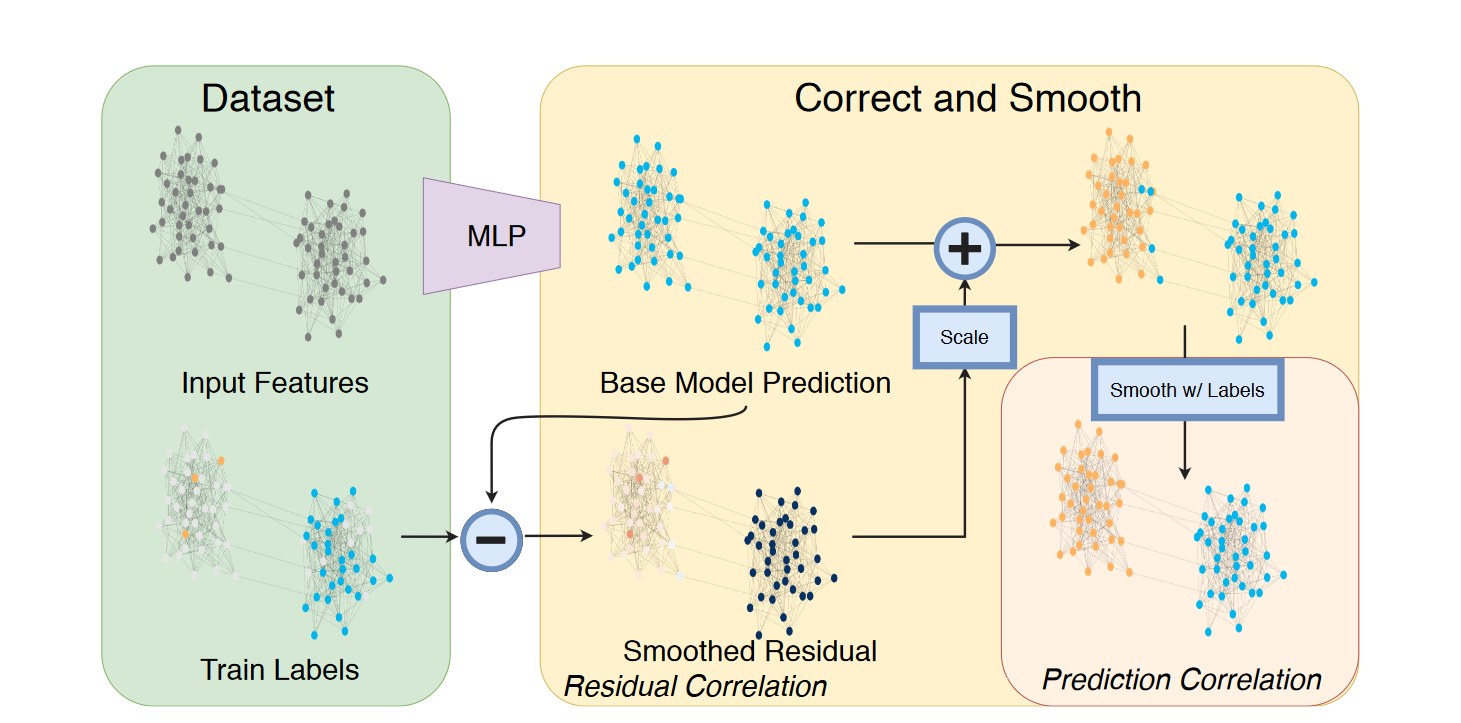 Dataset
Correct and Smooth
MLP
+
Scale
Input Features
Base Model Prediction
Smooth w/ Labels
−
Train Labels
Smoothed Residual
Residual Correlation
Prediction Correlation